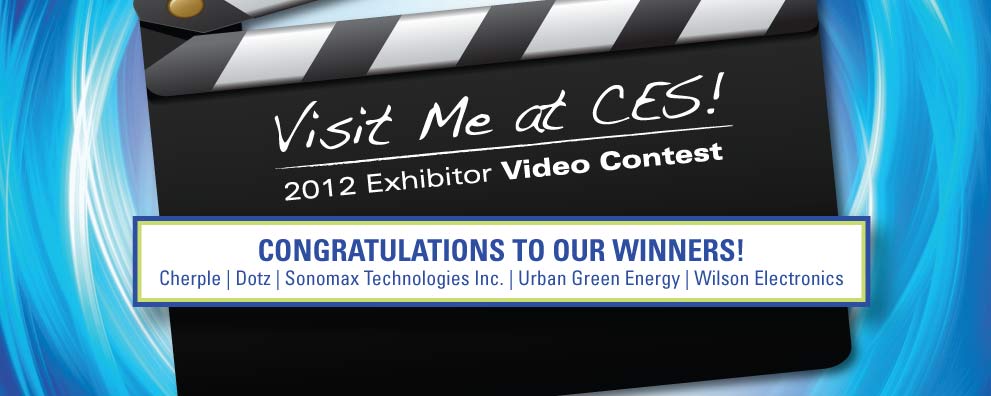 Visit Me at CES!
2012 Exhibitor Video Contest
CONGRATULATIONS TO OUR WINNERS!
Cherple | Dotz | Sonomax Technologies Inc. | Urban Green Energy | Wilson Electronics